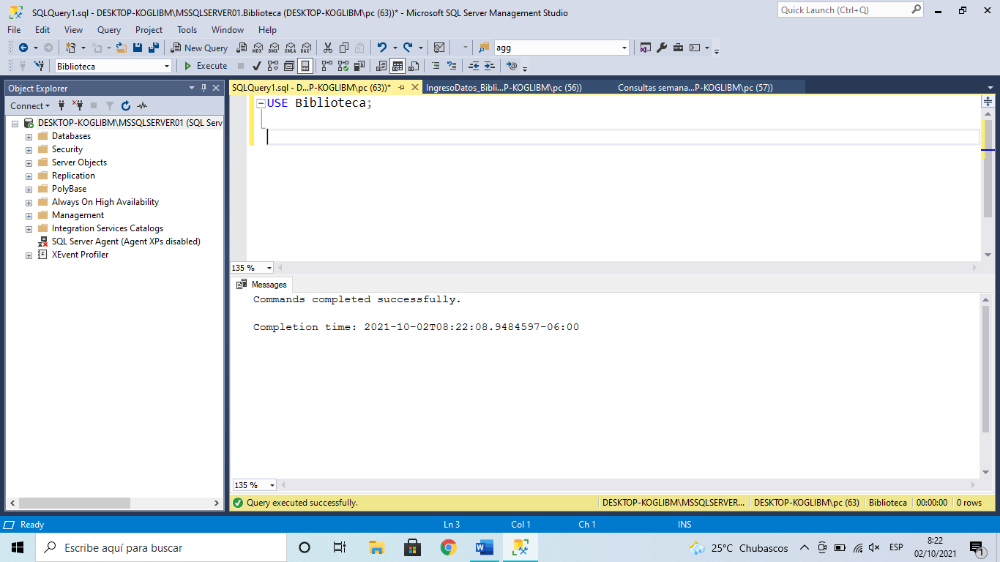 SQLQuery1.sql - DESKTOP-KOGLIBM\MSSQLSERVER01.Biblioteca (DESKTOP-KOGLIBM\pc (63))* - Microsoft SQL Server Management Studio
Quick Launch (Ctrl+Q)
File Edit View Query Project Tools Window Help
New Query
MDX DMX XMLA DAX
agg
Biblioteca
Execute
Object Explorer
SQLQuery1.sql - D...P-KOGLIBM\pc (63))*
IngresoDatos_Bibli...P-KOGLIBM\pc (56))
Consultas semana...P-KOGLIBM\pc (57))
Connect
DESKTOP-KOGLIBM\MSSQLSERVER01 (SQL Serv
Databases
Security
Server Objects
Replication
PolyBase
Always On High Availability
Management
Integration Services Catalogs
SQL Server Agent (Agent XPs disabled)
XEvent Profiler
USE Biblioteca;
135 %
Messages
Commands completed successfully.
Completion time: 2021-10-02T08:22:08.9484597-06:00
135 %
Query executed successfully.
DESKTOP-KOGLIBM\MSSQLSERVER...
DESKTOP-KOGLIBM\pc (63)
Biblioteca
00:00:00
0 rows
Ready
Ln 3
Col 1
Ch 1
INS
Escribe aquí para buscar
25°C Chubascos
ESP
8:22
02/10/2021
1